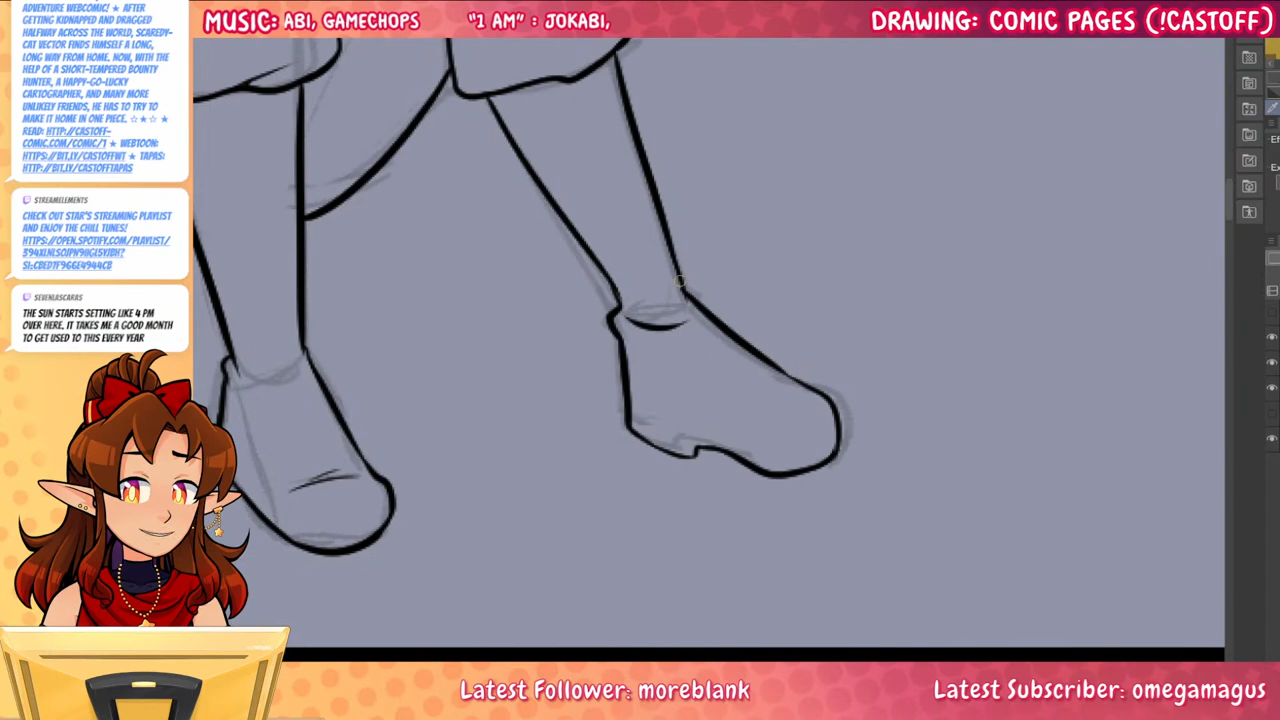 MUSIC: ABI, GAMECHOPS "1 AM" : JOKABI,
DRAWING: COMIC PAGES (!CASTOFF)
ADVENTURE WEBCOMIC! ★ AFTER
GETTING KIDNAPPED AND DRAGGED
HALFWAY ACROSS THE WORLD, SCAREDY-
CAT VECTOR FINDS HIMSELF A LONG,
LONG WAY FROM HOME. NOW, WITH THE
HELP OF A SHORT-TEMPERED BOUNTY
HUNTER, A HAPPY-GO-LUCKY
CARTOGRAPHER, AND MANY MORE
UNLIKELY FRIENDS, HE HAS TO TRY TO
MAKE IT HOME IN ONE PIECE. ☆★☆ ★
READ: HTTP://CASTOFF-
COMIC.COM/COMIC/1 ★ WEBTOON:
HTTPS://BIT.LY/CASTOFFWT ★ TAPAS:
HTTP://BIT.LY/CASTOFFTAPAS
STREAMELEMENTS
CHECK OUT STAR'S STREAMING PLAYLIST
AND ENJOY THE CHILL TUNES!
HTTPS://OPEN.SPOTIFY.COM/PLAYLIST/
SEVENLASCARAS
THE SUN STARTS SETTING LIKE 4 PM
OVER HERE. IT TAKES ME A GOOD MONTH
TO GET USED TO THIS EVERY YEAR
Latest Follower: moreblank
Latest Subscriber: omegamagus